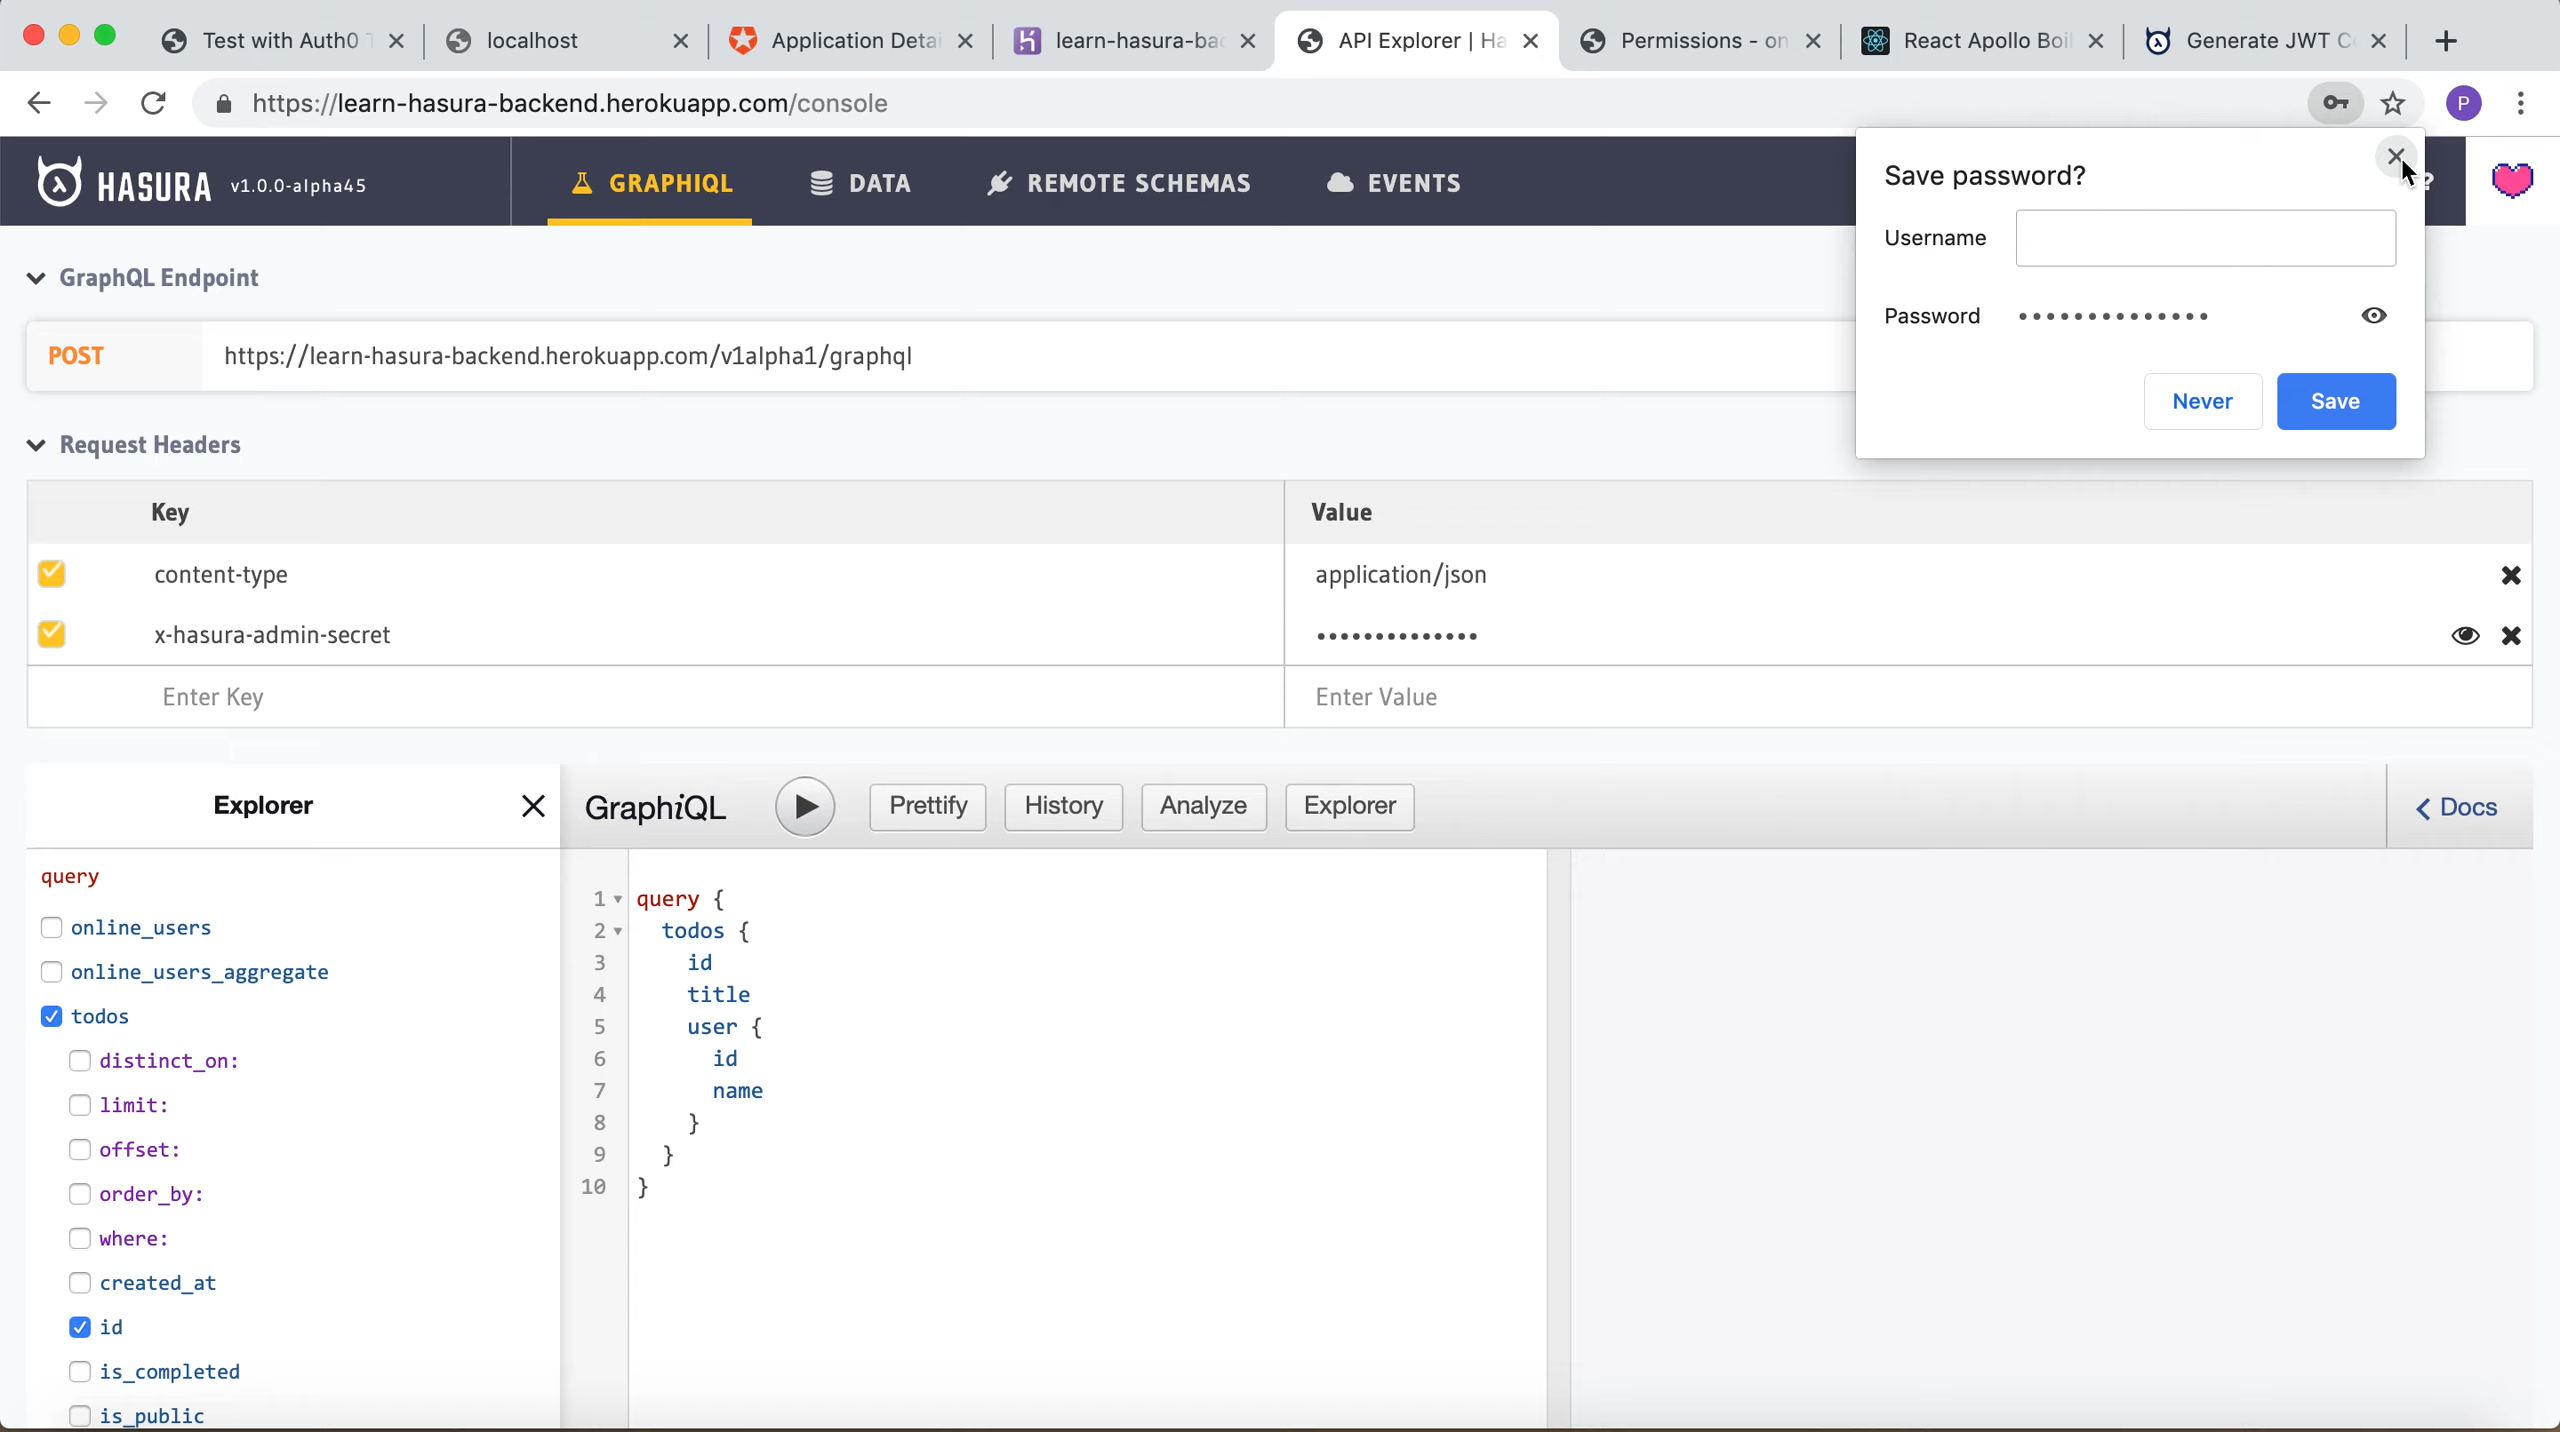 Test with Auth0 T
localhost
Application Detai
learn-hasura-bac
API Explorer | Ha
Permissions - on
React Apollo Boil
Generate JWT C
https://learn-hasura-backend.herokuapp.com/console
P
HASURA v1.0.0-alpha45
GRAPHIQL
DATA
REMOTE SCHEMAS
EVENTS
?
Save password?
Username
Password ••••••••••••••
Never
Save
GraphQL Endpoint
POST
https://learn-hasura-backend.herokuapp.com/v1alpha1/graphql
Request Headers
Key
Value
content-type
application/json
x-hasura-admin-secret
••••••••••••••
Enter Key
Enter Value
Explorer
GraphiQL
Prettify
History
Analyze
Explorer
< Docs
query
online_users
online_users_aggregate
todos
distinct_on:
limit:
offset:
order_by:
where:
created_at
id
is_completed
is_public
1 query {
2 todos {
3 id
4 title
5 user {
6 id
7 name
8 }
9 }
10 }